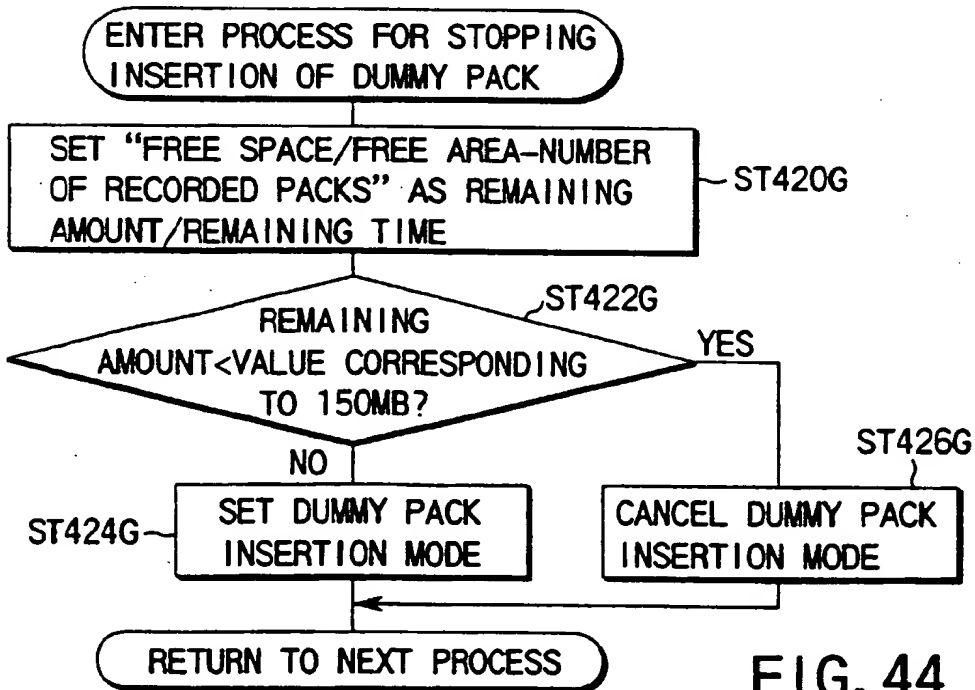 ENTER PROCESS FOR STOPPING
INSERTION OF DUMMY PACK
SET “FREE SPACE/FREE AREA-NUMBER
OF RECORDED PACKS” AS REMAINING
AMOUNT/REMAINING TIME
ST420G
ST422G
REMAINING
AMOUNT<VALUE CORRESPONDING
TO 150MB?
YES
NO
ST426G
ST424G
SET DUMMY PACK
INSERTION MODE
CANCEL DUMMY PACK
INSERTION MODE
RETURN TO NEXT PROCESS
FIG. 44